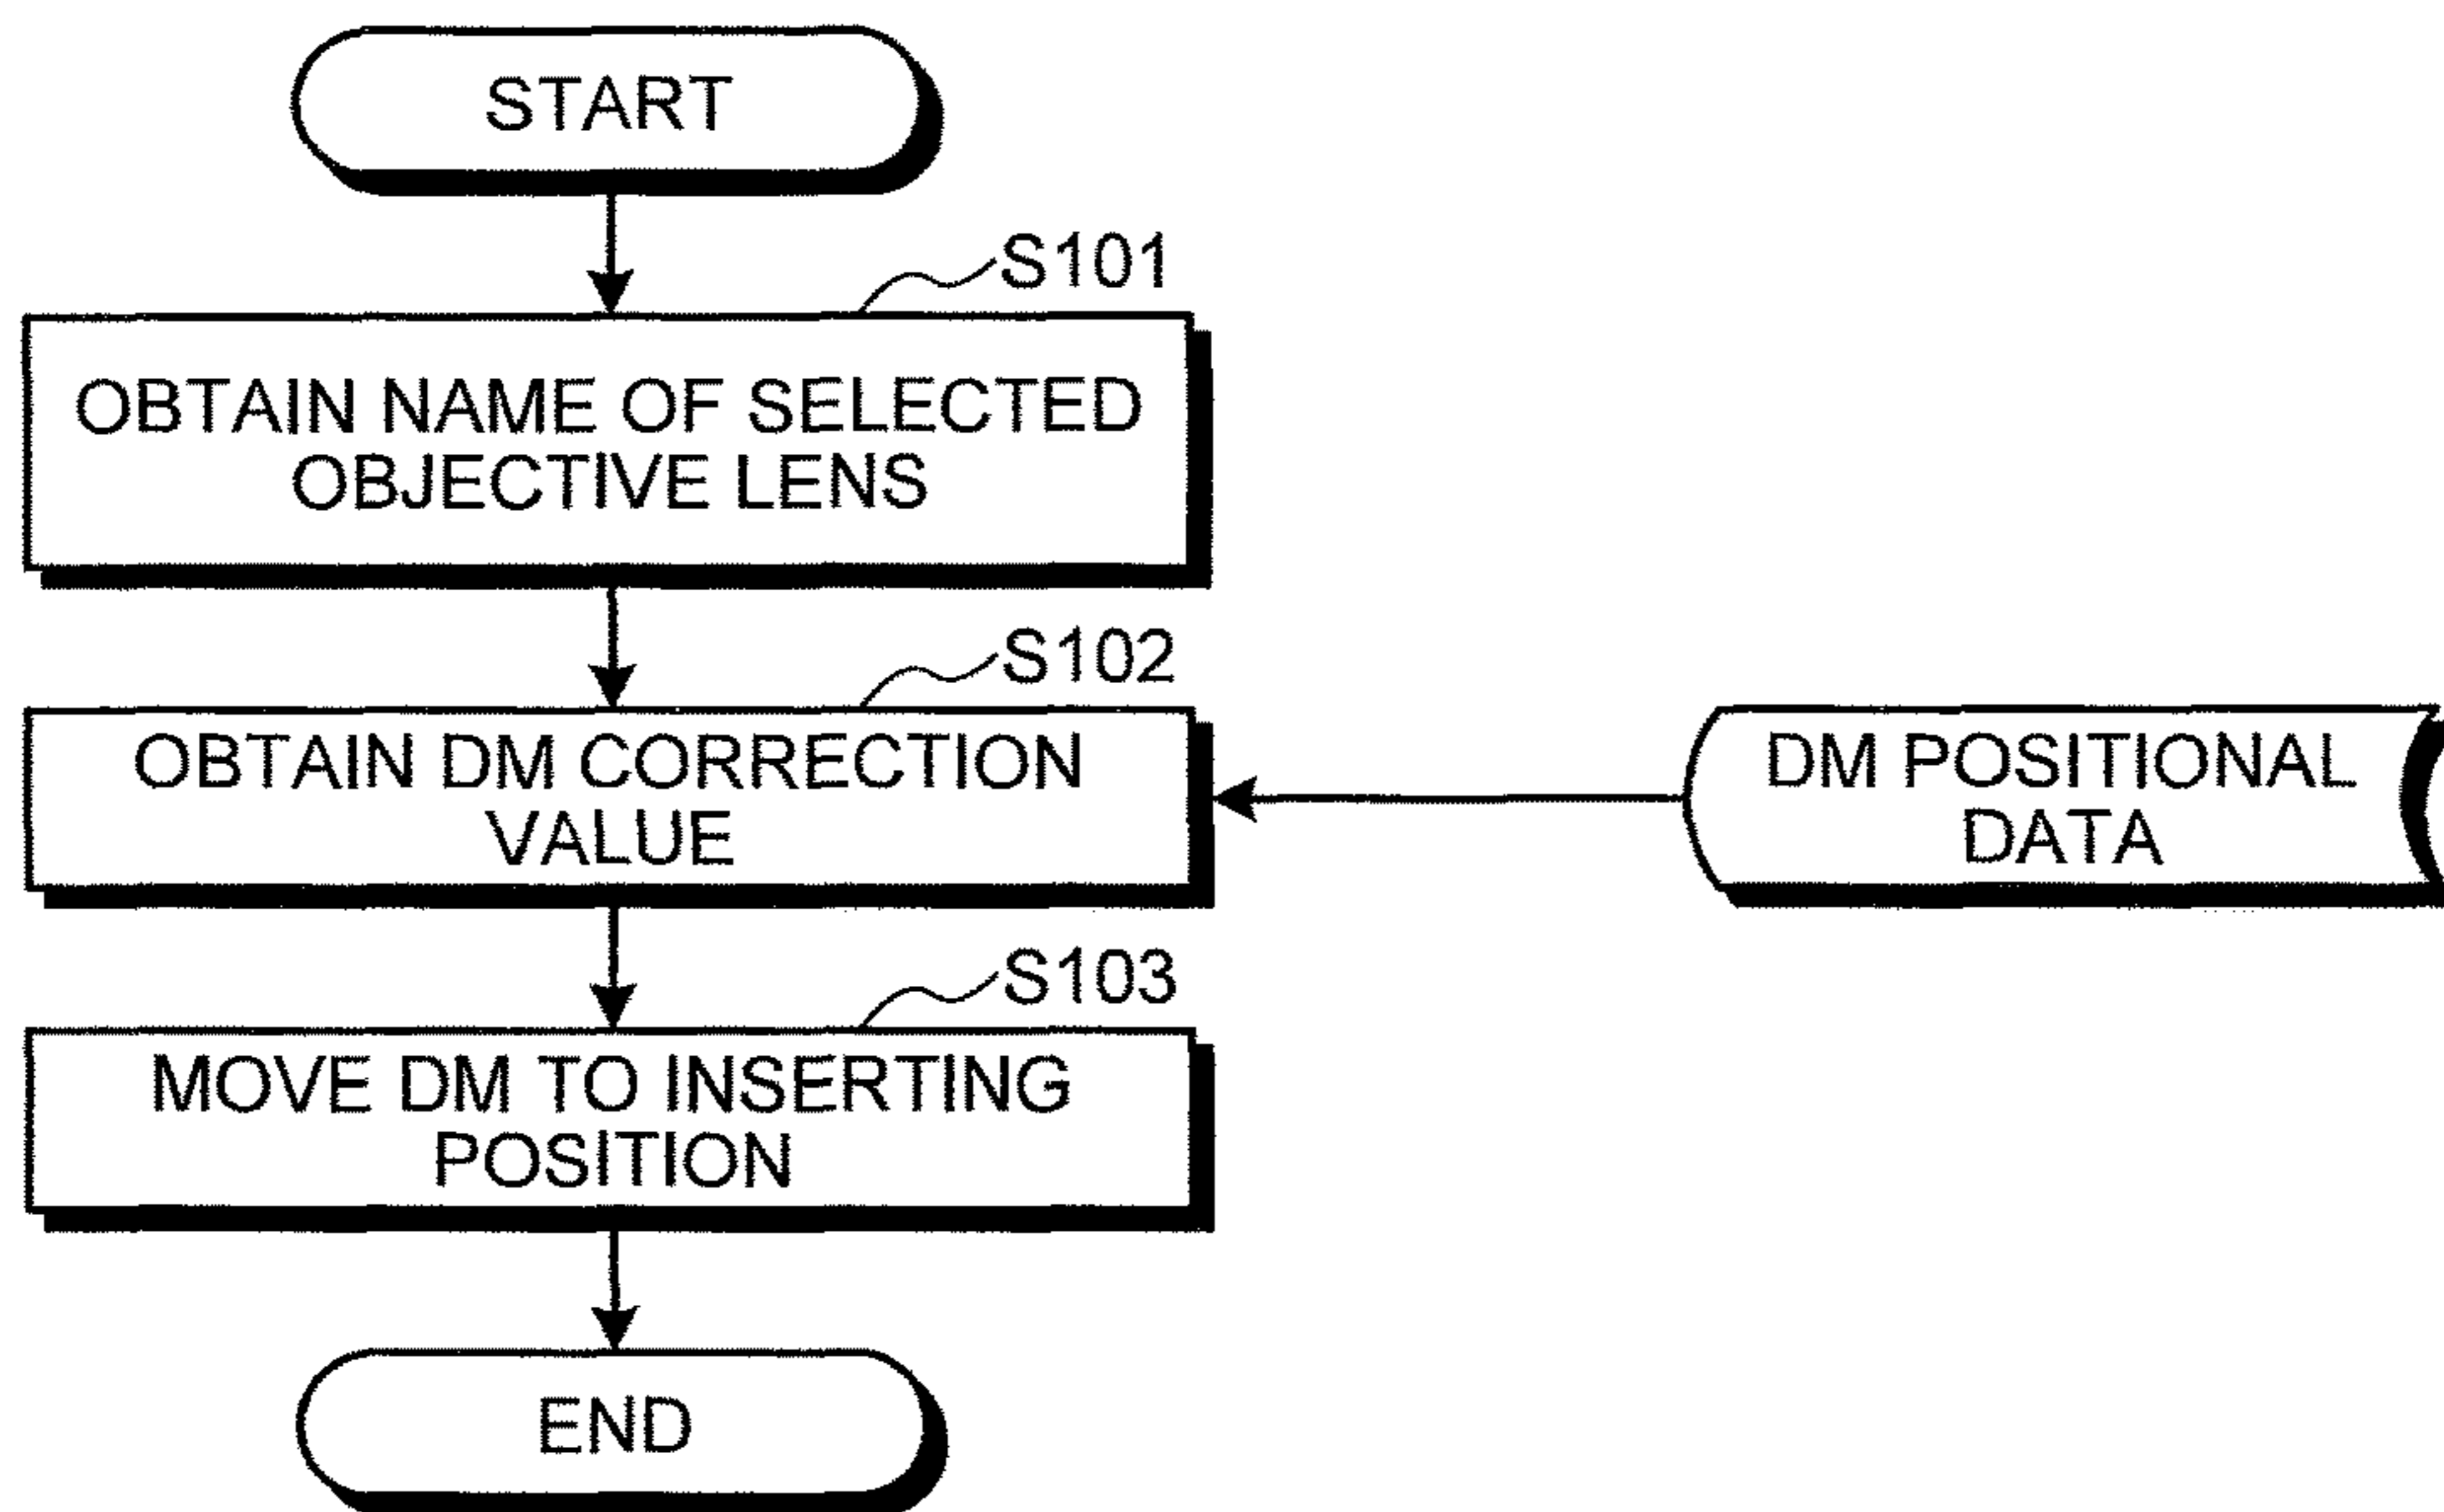 START
S101
OBTAIN NAME OF SELECTED
OBJECTIVE LENS
S102
OBTAIN DM CORRECTION
VALUE
DM POSITIONAL
DATA
S103
MOVE DM TO INSERTING
POSITION
END